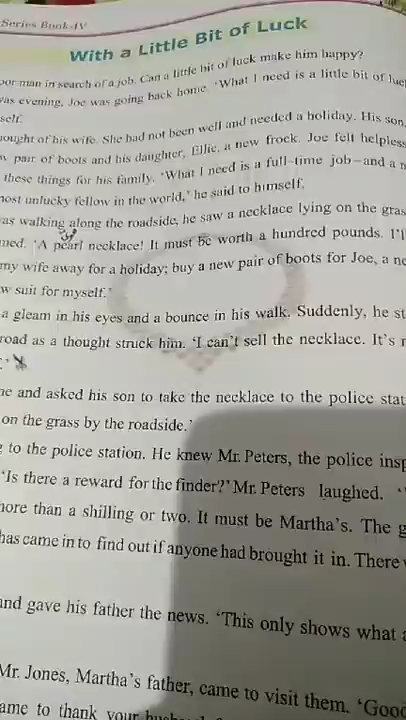 Series Book-IV
With a Little Bit of Luck
oor man in search of a job. Can a little bit of luck make him happy?
was evening. Joe was going back home. 'What I need is a little bit of luc
self.
hought of his wife. She had not been well and needed a holiday. His son,
w pair of boots and his daughter, Ellie, a new frock. Joe felt helpless
these things for his family. 'What I need is a full-time job—and a n
most unlucky fellow in the world,' he said to himself.
as walking along the roadside, he saw a necklace lying on the gras
med. 'A pearl necklace! It must be worth a hundred pounds. I'l
my wife away for a holiday; buy a new pair of boots for Joe, a ne
w suit for myself.'
a gleam in his eyes and a bounce in his walk. Suddenly, he st
road as a thought struck him. 'I can't sell the necklace. It's n
me and asked his son to take the necklace to the police stat
on the grass by the roadside.'
to the police station. He knew Mr. Peters, the police insp
'Is there a reward for the finder?' Mr. Peters laughed. '
more than a shilling or two. It must be Martha's. The g
has came in to find out if anyone had brought it in. There
and gave his father the news. 'This only shows what a
Mr. Jones, Martha's father, came to visit them. 'Good
ame to thank your